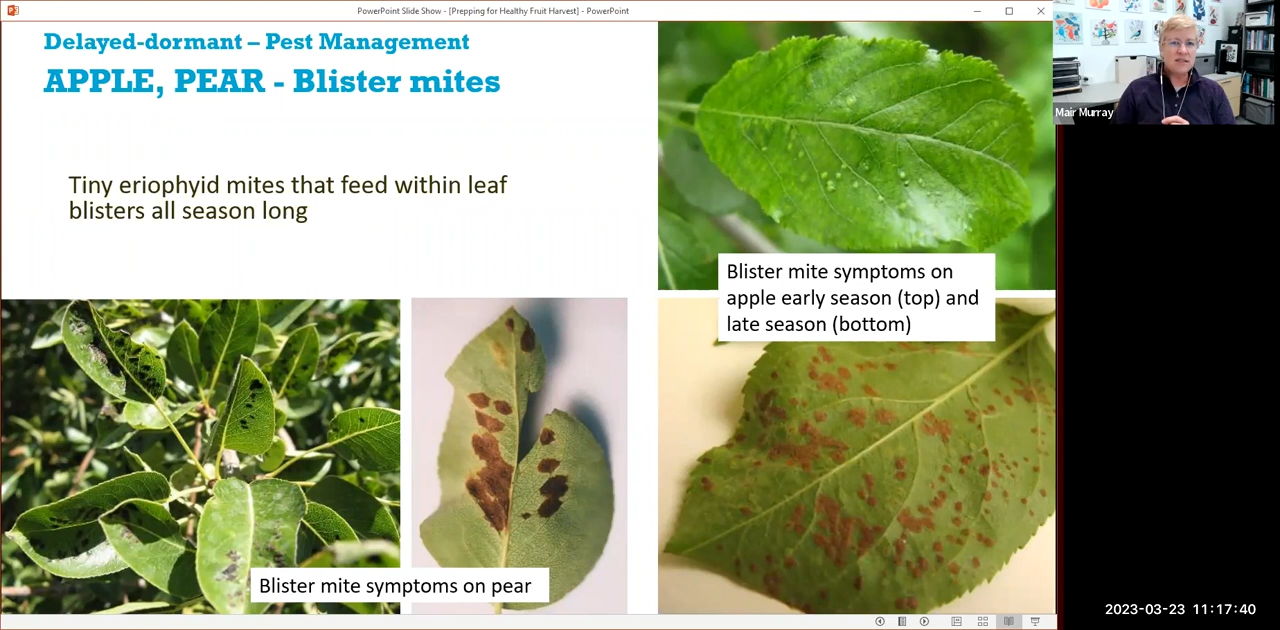 PowerPoint Slide Show - [Prepping for Healthy Fruit Harvest] - PowerPoint
Delayed-dormant – Pest Management
APPLE, PEAR - Blister mites
Tiny eriophyid mites that feed within leaf
blisters all season long
Blister mite symptoms on
apple early season (top) and
late season (bottom)
Blister mite symptoms on pear
Mair Murray
2023-03-23 11:17:40